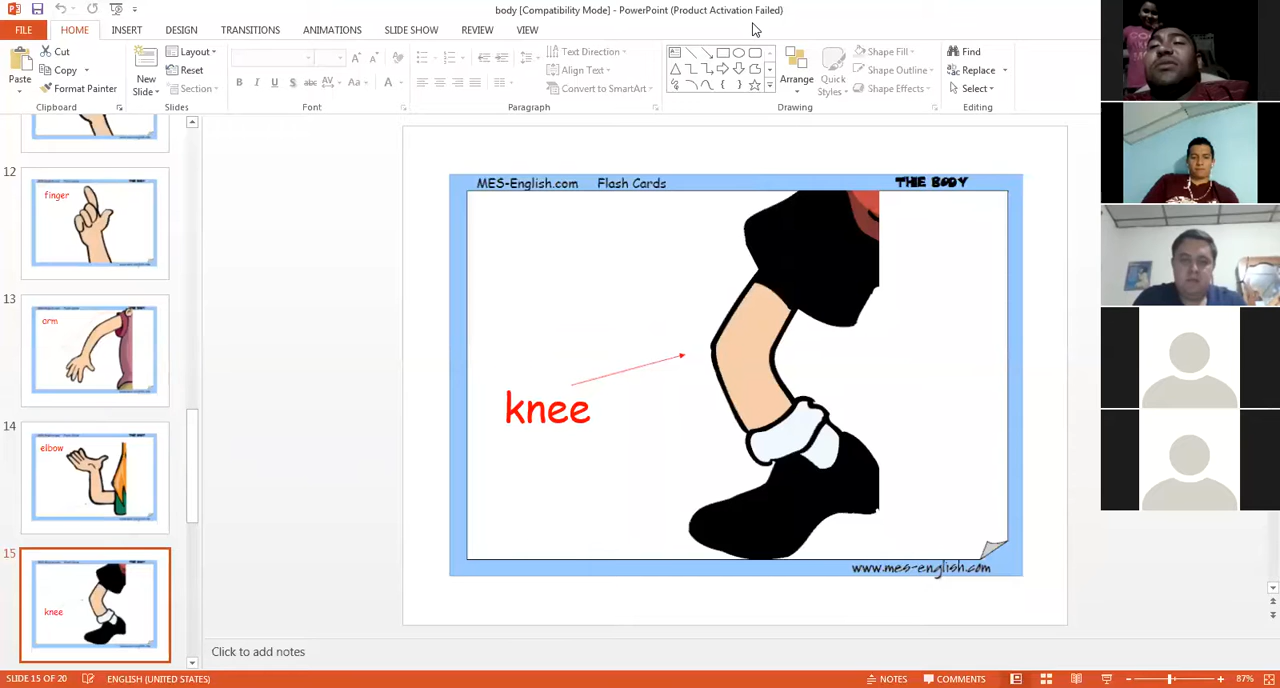 body [Compatibility Mode] - PowerPoint (Product Activation Failed)
FILE HOME INSERT DESIGN TRANSITIONS ANIMATIONS SLIDE SHOW REVIEW VIEW
Paste
Cut
Copy
Format Painter
Clipboard
New
Slide
Layout
Reset
Section
Slides
B I U S abc AV Aa A
Font
Text Direction
Align Text
Convert to SmartArt
Paragraph
Arrange
Quick
Styles
Shape Fill
Shape Outline
Shape Effects
Drawing
Find
Replace
Select
Editing
12
finger
13
arm
14
elbow
15
knee
MES-English.com Flash Cards THE BODY
knee
www.mes-english.com
Click to add notes
SLIDE 15 OF 20 ENGLISH (UNITED STATES) NOTES COMMENTS 87%